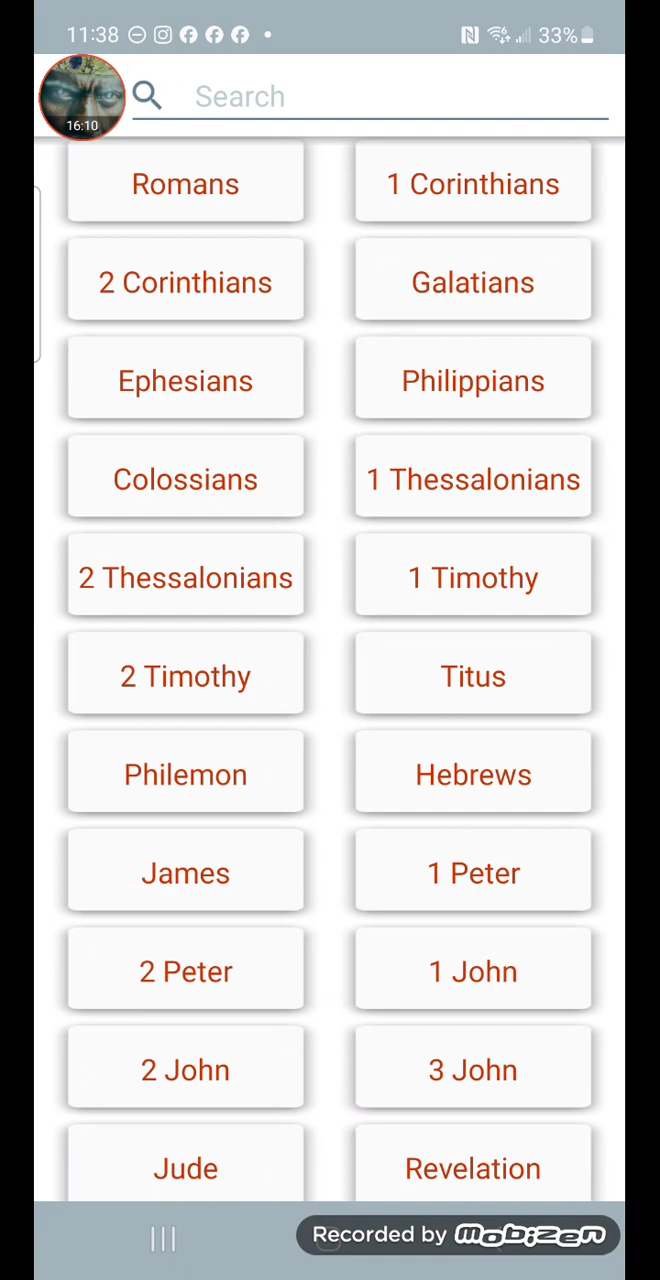 11:38
33%
16:10
Search
Romans
1 Corinthians
2 Corinthians
Galatians
Ephesians
Philippians
Colossians
1 Thessalonians
2 Thessalonians
1 Timothy
2 Timothy
Titus
Philemon
Hebrews
James
1 Peter
2 Peter
1 John
2 John
3 John
Jude
Revelation
Recorded by mobizen